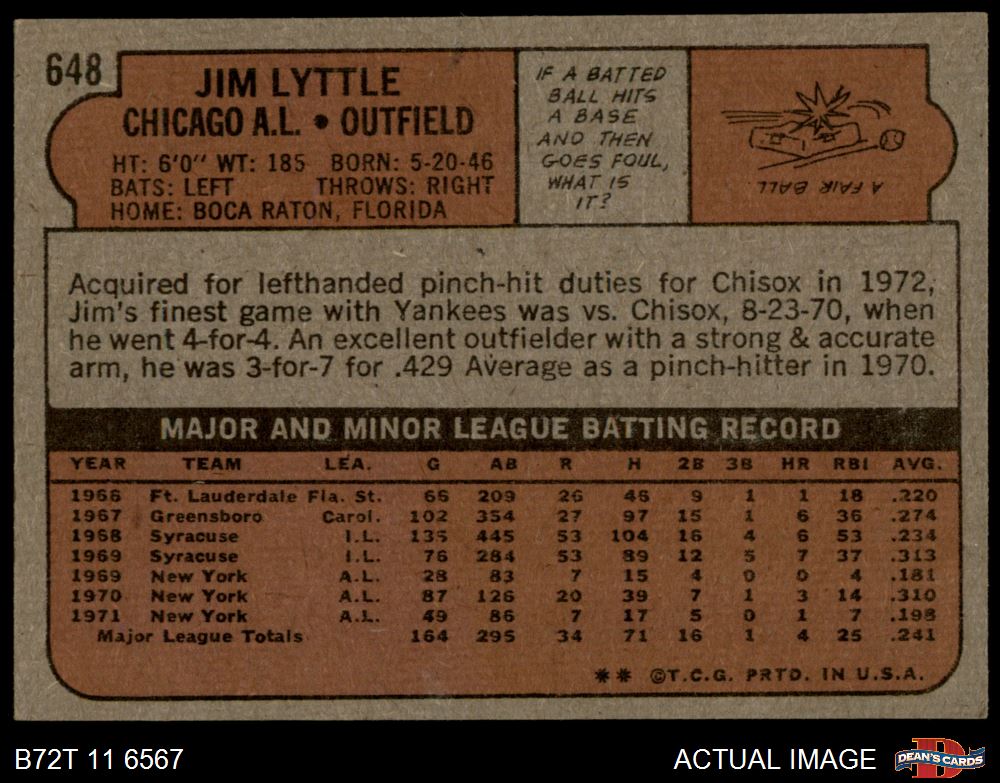 648
JIM LYTTLE
CHICAGO A.L. • OUTFIELD
HT: 6'0" WT: 185 BORN: 5-20-46
BATS: LEFT THROWS: RIGHT
HOME: BOCA RATON, FLORIDA
IF A BATTED
BALL HITS
A BASE
AND THEN
GOES FOUL,
WHAT IS
IT?
A FAIR BALL.
Acquired for lefthanded pinch-hit duties for Chisox in 1972,
Jim's finest game with Yankees was vs. Chisox, 8-23-70, when
he went 4-for-4. An excellent outfielder with a strong & accurate
arm, he was 3-for-7 for .429 Average as a pinch-hitter in 1970.
MAJOR AND MINOR LEAGUE BATTING RECORD
YEAR TEAM LEA. G AB R H 2B 3B HR RBI AVG.
1966 Ft. Lauderdale Fla. St. 66 209 26 46 9 1 1 18 .220
1967 Greensboro Carol. 102 354 27 97 15 1 6 36 .274
1968 Syracuse I.L. 135 445 53 104 16 4 6 53 .234
1969 Syracuse I.L. 76 284 53 89 12 5 7 37 .313
1969 New York A.L. 28 83 7 15 4 0 0 4 .181
1970 New York A.L. 87 126 20 39 7 1 3 14 .310
1971 New York A.L. 49 86 7 17 5 0 1 7 .198
Major League Totals 164 295 34 71 16 1 4 25 .241
** ©T.C.G. PRTD. IN U.S.A.
B72T 11 6567
ACTUAL IMAGE
D
DEAN'S CARDS